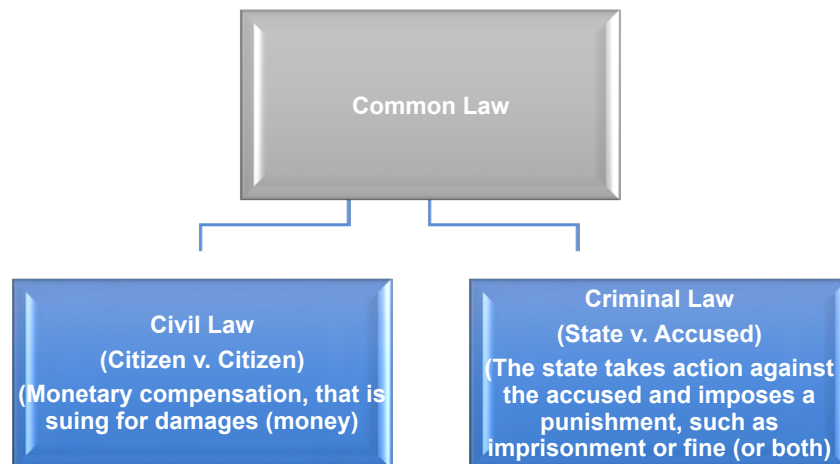 Common Law
Civil Law
(Citizen v. Citizen)
(Monetary compensation, that is
suing for damages (money)
Criminal Law
(State v. Accused)
(The state takes action against
the accused and imposes a
punishment, such as
imprisonment or fine (or both)